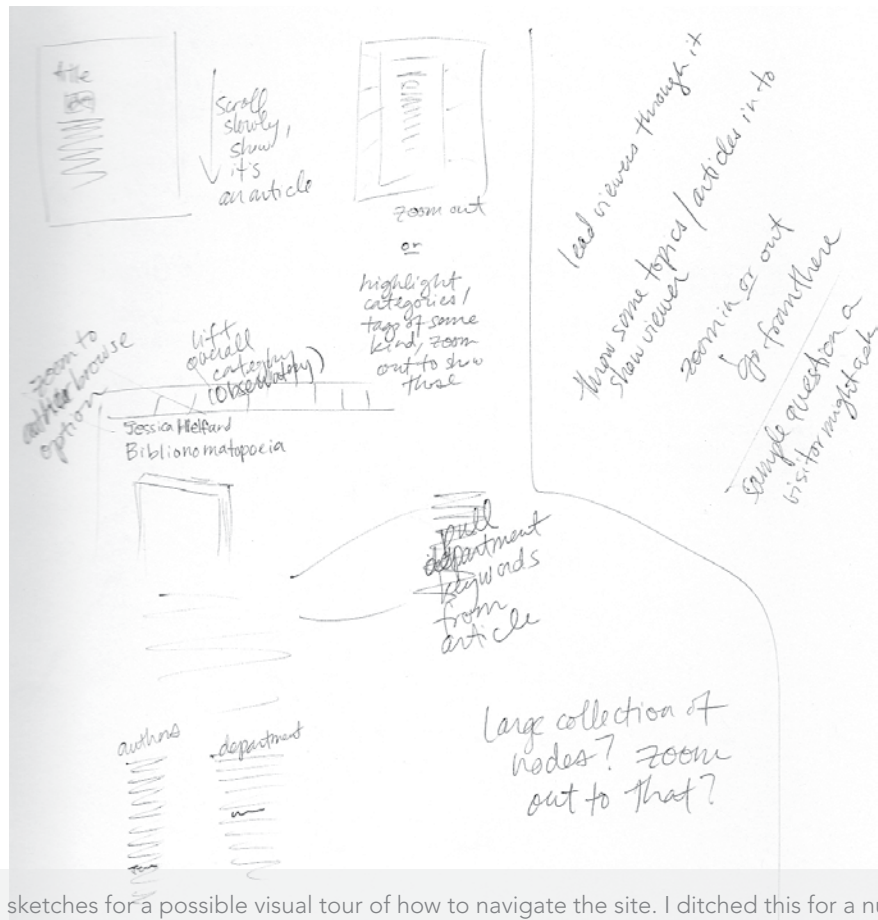 title
Scroll
slowly,
show
it's
an article
zoom out
or
highlight
categories/
tags of some
kind, zoom
out to show
those
lead viewers through it
throw some topics/articles in to
show viewer
zoom in or out
go from there
sample question a
visitor might ask
zoom to
browse
option
lift
overall
category
(observatory)
Jessica Helfand
Biblionomatopoeia
pull
department
keywords
from
article
authors
department
Large collection of
nodes? zoom
out to that?
sketches for a possible visual tour of how to navigate the site. I ditched this for a nu